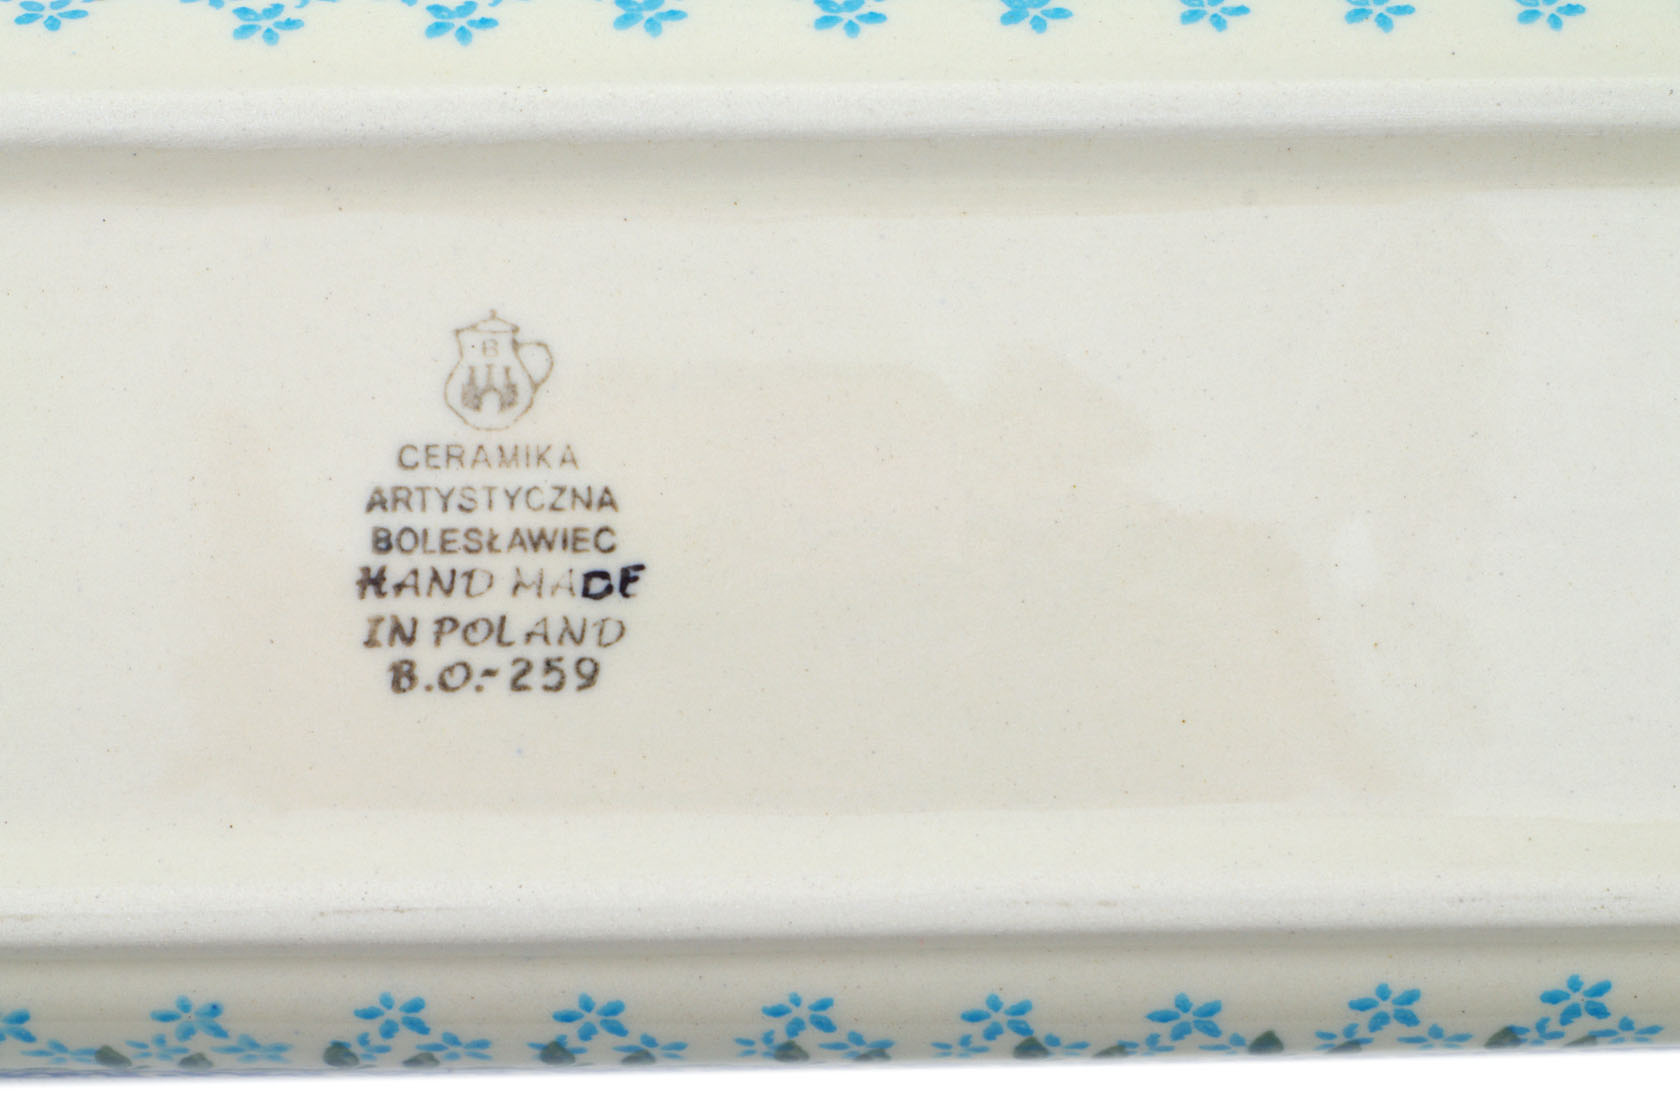 B
CERAMIKA
ARTYSTYCZNA
BOLESŁAWIEC
HAND MADE
IN POLAND
B.O.-259